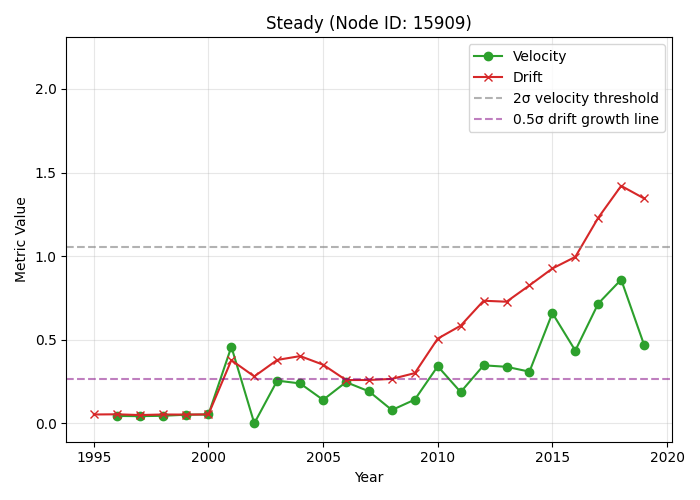 Steady (Node ID: 15909)
Velocity
Drift
2σ velocity threshold
0.5σ drift growth line
Metric Value
2.0
1.5
1.0
0.5
0.0
1995 2000 2005 2010 2015 2020
Year